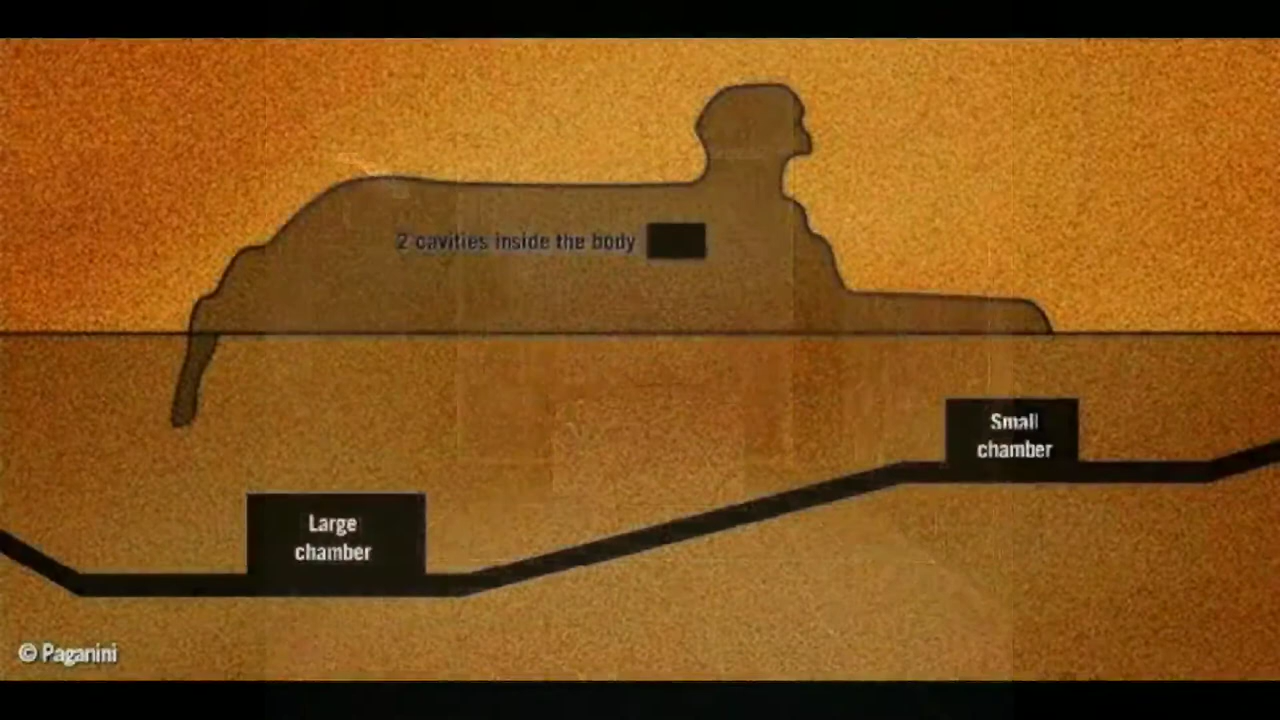 2 cavities inside the body
Small
chamber
Large
chamber
© Paganini